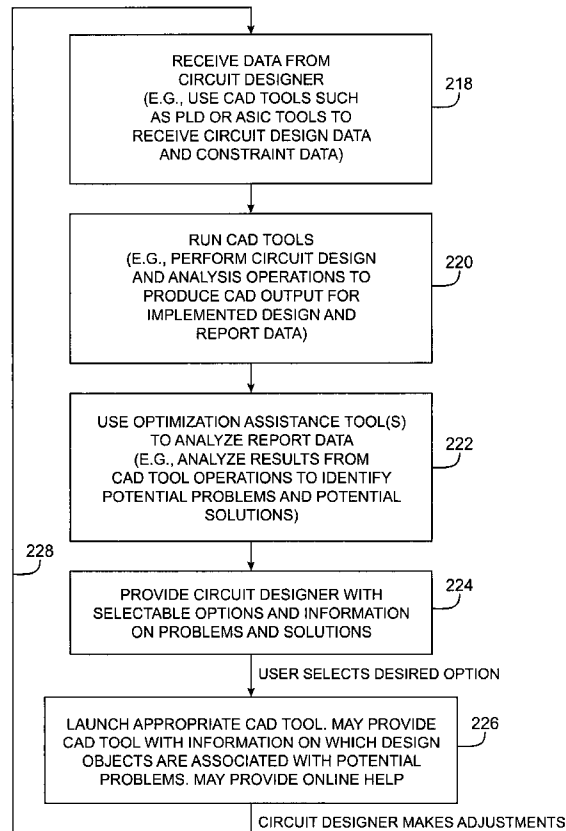 RECEIVE DATA FROM
CIRCUIT DESIGNER
(E.G., USE CAD TOOLS SUCH
AS PLD OR ASIC TOOLS TO
RECEIVE CIRCUIT DESIGN DATA
AND CONSTRAINT DATA)
218
RUN CAD TOOLS
(E.G., PERFORM CIRCUIT DESIGN
AND ANALYSIS OPERATIONS TO
PRODUCE CAD OUTPUT FOR
IMPLEMENTED DESIGN AND
REPORT DATA)
220
USE OPTIMIZATION ASSISTANCE TOOL(S)
TO ANALYZE REPORT DATA
(E.G., ANALYZE RESULTS FROM
CAD TOOL OPERATIONS TO IDENTIFY
POTENTIAL PROBLEMS AND POTENTIAL
SOLUTIONS)
222
228
PROVIDE CIRCUIT DESIGNER WITH
SELECTABLE OPTIONS AND INFORMATION
ON PROBLEMS AND SOLUTIONS
224
USER SELECTS DESIRED OPTION
LAUNCH APPROPRIATE CAD TOOL. MAY PROVIDE
CAD TOOL WITH INFORMATION ON WHICH DESIGN
OBJECTS ARE ASSOCIATED WITH POTENTIAL
PROBLEMS. MAY PROVIDE ONLINE HELP
226
CIRCUIT DESIGNER MAKES ADJUSTMENTS